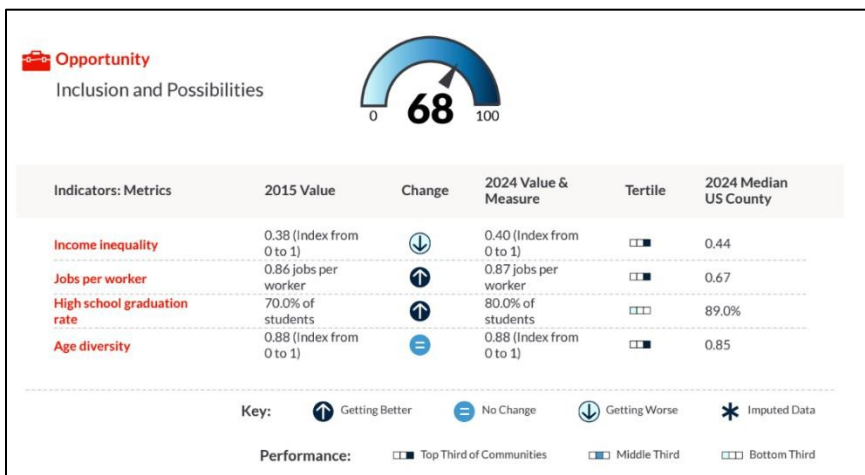 Opportunity
Inclusion and Possibilities
0
68
100
Indicators: Metrics 2015 Value Change 2024 Value & Measure Tertile 2024 Median US County
Income inequality 0.38 (Index from 0 to 1) 0.40 (Index from 0 to 1) 0.44
Jobs per worker 0.86 jobs per worker 0.87 jobs per worker 0.67
High school graduation rate 70.0% of students 80.0% of students 89.0%
Age diversity 0.88 (Index from 0 to 1) 0.88 (Index from 0 to 1) 0.85
Key: Getting Better No Change Getting Worse Imputed Data
Performance: Top Third of Communities Middle Third Bottom Third